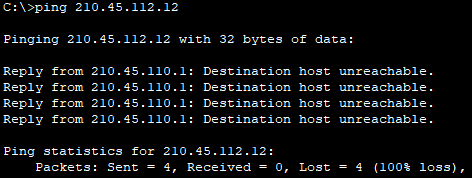 C:\>ping 210.45.112.12
Pinging 210.45.112.12 with 32 bytes of data:
Reply from 210.45.110.1: Destination host unreachable.
Reply from 210.45.110.1: Destination host unreachable.
Reply from 210.45.110.1: Destination host unreachable.
Reply from 210.45.110.1: Destination host unreachable.
Ping statistics for 210.45.112.12:
    Packets: Sent = 4, Received = 0, Lost = 4 (100% loss),